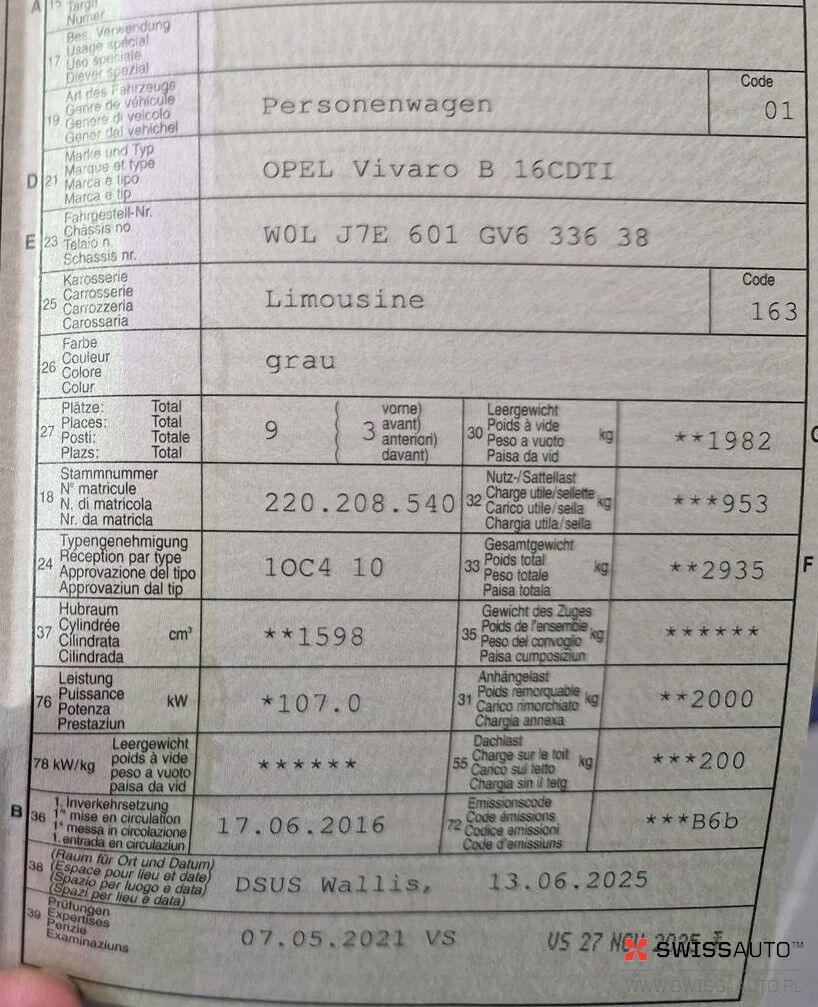 A 15 Targa
Numer
17 Bes. Verwendung
Usage spécial
Uso speciale
Diever spezial
19 Art des Fahrzeugs
Genre de véhicule
Genere di veicolo
Gener dal vehichel
Personenwagen
Code
01
D 21 Marke und Typ
Marque et type
Marca e tipo
Marca e tip
OPEL Vivaro B 16CDTI
E 23 Fahrgestell-Nr.
Châssis no
Telaio n.
Schassis nr.
W0L J7E 601 GV6 336 38
25 Karosserie
Carrosserie
Carrozzeria
Carossaria
Limousine
Code
163
26 Farbe
Couleur
Colore
Colur
grau
27 Plätze: Total
Places: Total
Posti: Totale
Plazs: Total
9
3
vorne)
avant)
anteriori)
davant)
30 Leergewicht
Poids à vide
Peso a vuoto
Paisa da vid
kg
**1982
18 Stammnummer
N° matricule
N. di matricola
Nr. da matricla
220.208.540
32 Nutz-/Sattellast
Charge utile/sellette
Carico utile/sella
Chargia utila/sella
kg
***953
24 Typengenehmigung
Réception par type
Approvazione del tipo
Approvaziun dal tip
1OC4 10
33 Gesamtgewicht
Poids total
Peso totale
Paisa totala
kg
**2935
F
37 Hubraum
Cylindrée
Cilindrata
Cilindrada
cm³
**1598
35 Gewicht des Zuges
Poids de l'ensemble
Peso del convoglio
Paisa cumposiziun
kg
******
76 Leistung
Puissance
Potenza
Prestaziun
kW
*107.0
31 Anhängelast
Poids remorquable
Carico rimorchiato
Chargia annexa
kg
**2000
78 kW/kg
Leergewicht
poids à vide
peso a vuoto
paisa da vid
******
55 Dachlast
Charge sur le toit
Carico sul tetto
Chargia sin il tetg
kg
***200
B 36 1. Inverkehrsetzung
1re mise en circulation
1a messa in circolazione
1. entrada en circulaziun
17.06.2016
72 Emissionscode
Code émissions
Codice emissioni
Code d'emissiuns
***B6b
38 (Raum für Ort und Datum)
(Espace pour lieu et date)
(Spazio per luogo e data)
(Spazi per lieu e data)
DSUS Wallis, 13.06.2025
39 Prüfungen
Expertises
Perizie
Examinaziuns
07.05.2021 VS
US 27 NOV 2025
SWISSAUTO™
WWW.SWISSAUTO.PL